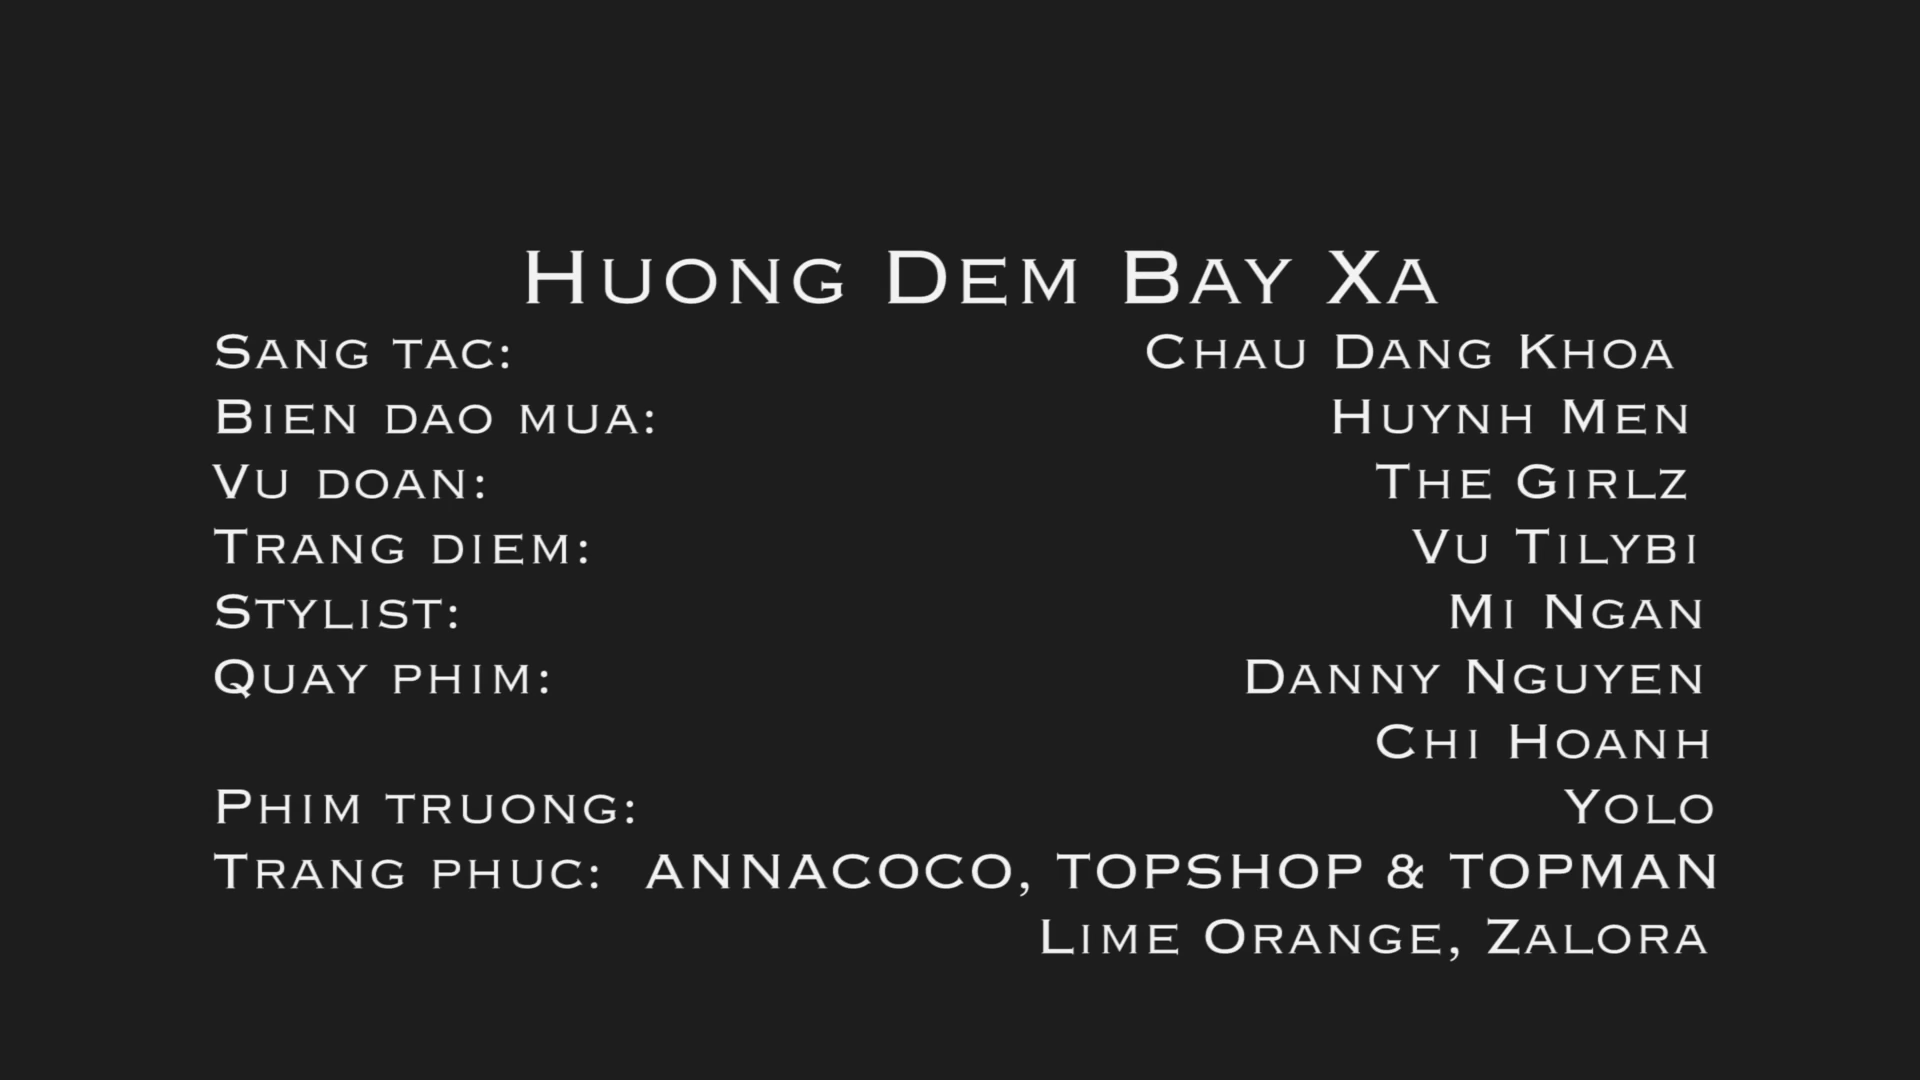 Huong Dem Bay Xa
Sang tac: Chau Dang Khoa
Bien dao mua: Huynh Men
Vu doan: The Girlz
Trang diem: Vu Tilybi
Stylist: Mi Ngan
Quay phim: Danny Nguyen
Chi Hoanh
Phim truong: Yolo
Trang phuc: ANNACOCO, TOPSHOP & TOPMAN
Lime Orange, Zalora